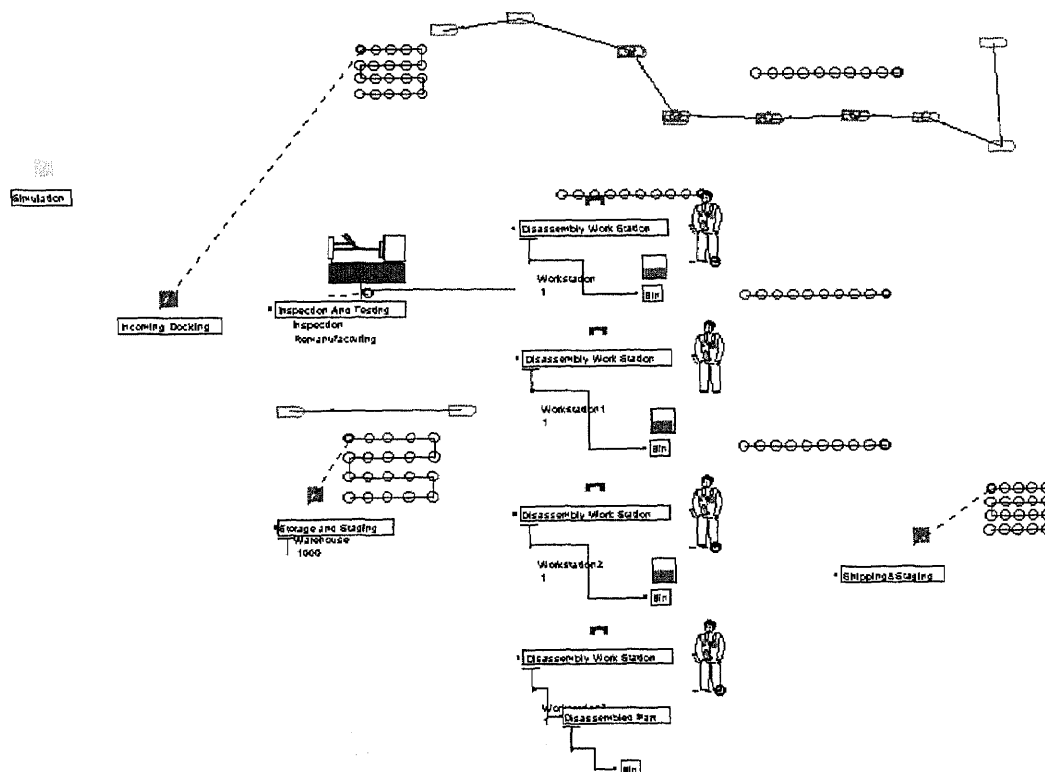 Simulation
Incoming Docking
Inspection And Testing
Inspection
Remanufacturing
Disassembly Work Station
Workstation
1
Bin
Disassembly Work Station
Workstation1
1
Bin
Storage and Staging
Warehouse
1000
Disassembly Work Station
Workstation2
1
Bin
Shipping&Staging
Disassembly Work Station
Disassembled Part
Bin